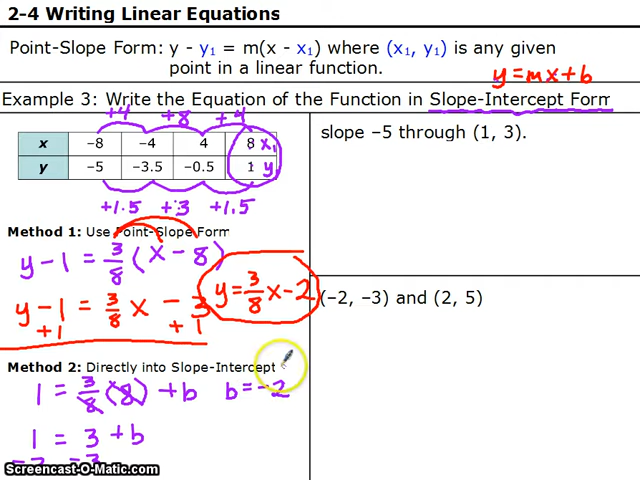 2-4 Writing Linear Equations
Point-Slope Form: y - y₁ = m(x - x₁) where (x₁, y₁) is any given
point in a linear function.
y = mx + b
Example 3: Write the Equation of the Function in Slope-Intercept Form
+4 +8 +4
x −8 −4 4 8 x₁
y −5 −3.5 −0.5 1 y₁
+1.5 +3 +1.5
slope −5 through (1, 3).
Method 1: Use Point-Slope Form
y − 1 = 3/8 (x − 8)
y − 1 = 3/8 x − 3
+1 + 1
y = 3/8 x − 2
(−2, −3) and (2, 5)
Method 2: Directly into Slope-Intercept
1 = 3/8 (8) + b b = −2
1 = 3 + b
−3 −3
Screencast-O-Matic.com